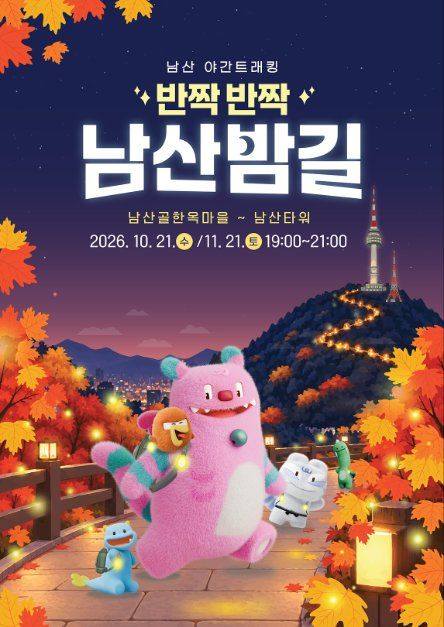 남산 야간트래킹
반짝 반짝
남산밤길
남산골한옥마을 ~ 남산타워
2026. 10. 21.수 / 11. 21.토 19:00~21:00